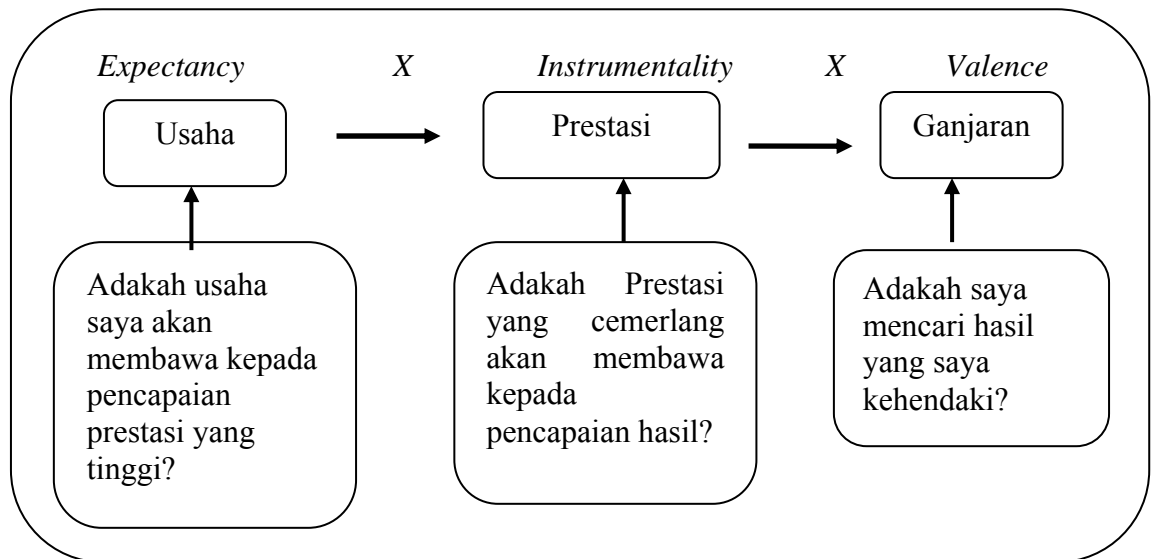 Expectancy X Instrumentality X Valence
Usaha
Prestasi
Ganjaran
Adakah usaha
saya akan
membawa kepada
pencapaian
prestasi yang
tinggi?
Adakah Prestasi
yang cemerlang
akan membawa
kepada
pencapaian hasil?
Adakah saya
mencari hasil
yang saya
kehendaki?